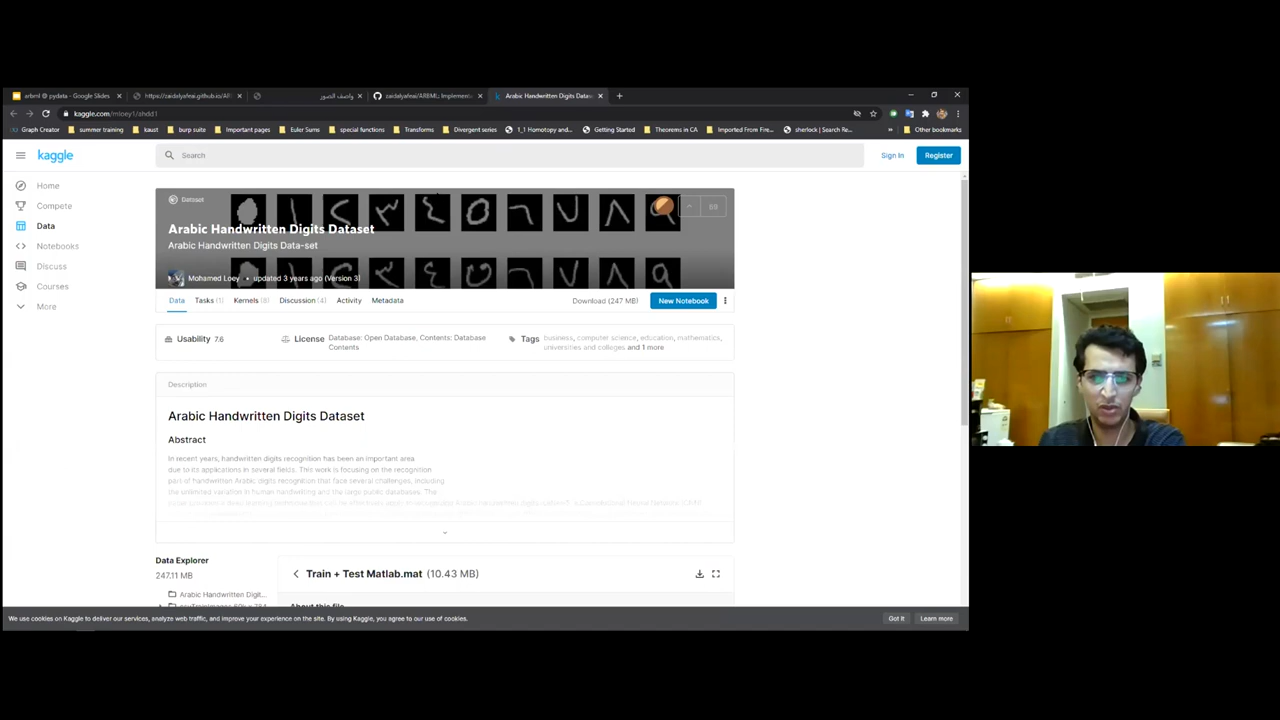 arbml @ pydata - Google Slides
واصف الصور
Arabic Handwritten Digits Datase
kaggle.com/mloey1/ahdd1
Graph Creator
summer training
kaust
burp suite
Important pages
Euler Sums
special functions
Transforms
Divergent series
1_1 Homotopy and...
Getting Started
Theorems in CA
Imported From Fire...
sherlock | Search Re...
Other bookmarks
kaggle
Search
Sign In
Register
Home
Compete
Data
Notebooks
Discuss
Courses
More
Dataset
Arabic Handwritten Digits Dataset
Arabic Handwritten Digits Data-set
Mohamed Loey • updated 3 years ago (Version 3)
Data
Tasks (1)
Kernels (8)
Discussion (4)
Activity
Metadata
Download (247 MB)
New Notebook
Usability 7.6
License
Database: Open Database, Contents: Database
Contents
Tags
business, computer science, education, mathematics,
universities and colleges and 1 more
Description
Arabic Handwritten Digits Dataset
Abstract
In recent years, handwritten digits recognition has been an important area
due to its applications in several fields. This work is focusing on the recognition
part of handwritten Arabic digits recognition that face several challenges, including
the unlimited variation in human handwriting and the large public databases. The
Data Explorer
247.11 MB
Arabic Handwritten Digit...
Train + Test Matlab.mat (10.43 MB)
About this file
We use cookies on Kaggle to deliver our services, analyze web traffic, and improve your experience on the site. By using Kaggle, you agree to our use of cookies.
Got it
Learn more